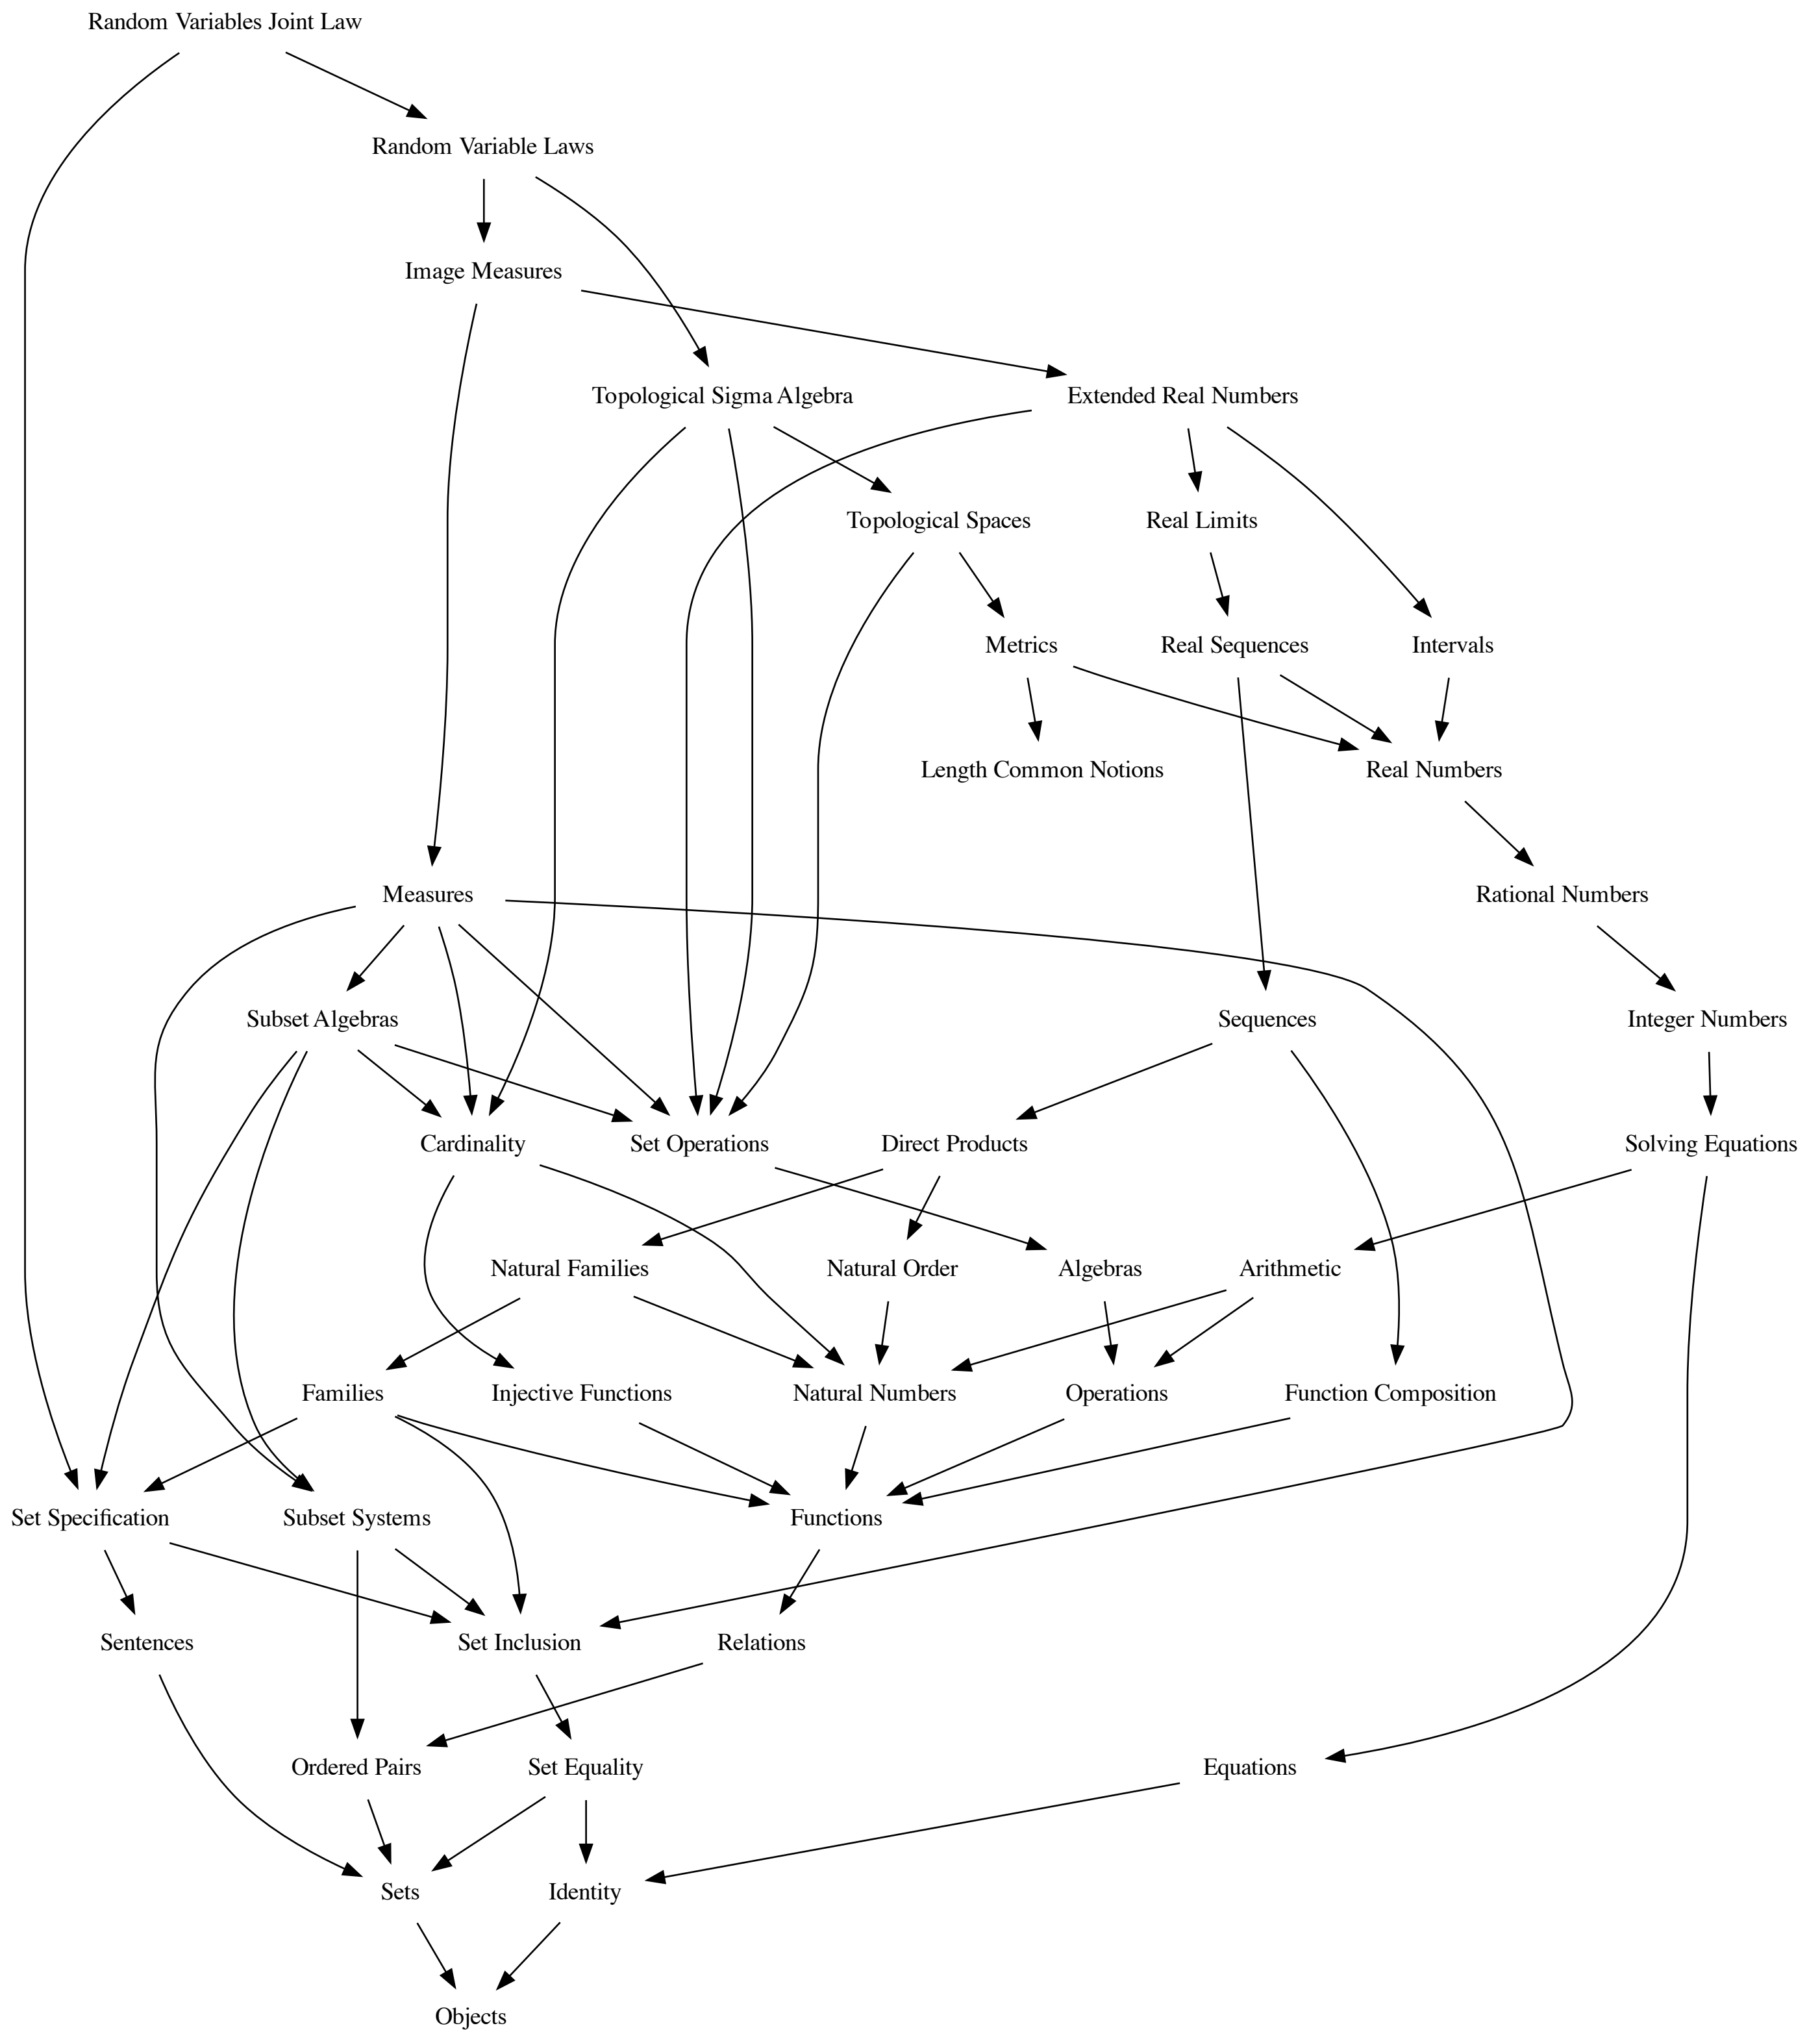 Random Variables Joint Law
Random Variable Laws
Image Measures
Topological Sigma Algebra
Extended Real Numbers
Topological Spaces
Real Limits
Metrics
Real Sequences
Intervals
Length Common Notions
Real Numbers
Measures
Rational Numbers
Subset Algebras
Sequences
Integer Numbers
Cardinality
Set Operations
Direct Products
Solving Equations
Natural Families
Natural Order
Algebras
Arithmetic
Families
Injective Functions
Natural Numbers
Operations
Function Composition
Set Specification
Subset Systems
Functions
Sentences
Set Inclusion
Relations
Ordered Pairs
Set Equality
Equations
Sets
Identity
Objects